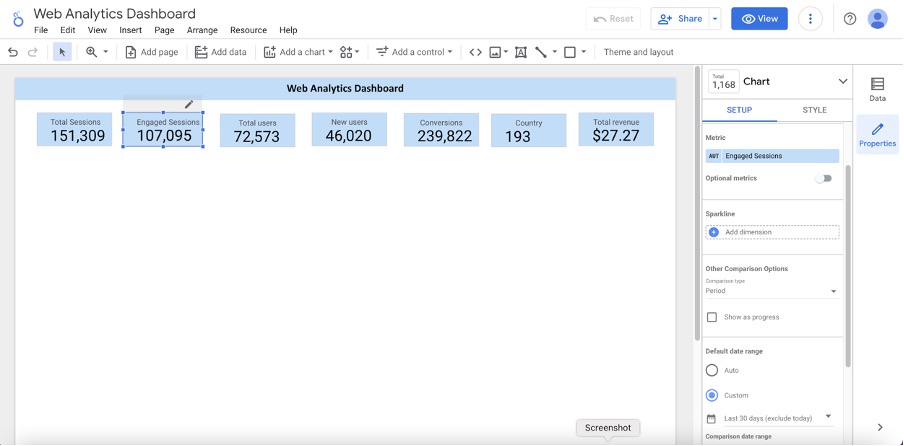 Web Analytics Dashboard
Reset
Share
View
File Edit View Insert Page Arrange Resource Help
Add page
Add data
Add a chart
Add a control
Theme and layout
Web Analytics Dashboard
Total Sessions
151,309
Engaged Sessions
107,095
Total users
72,573
New users
46,020
Conversions
239,822
Country
193
Total revenue
$27.27
Total
1,168
Chart
SETUP
STYLE
Metric
AUT Engaged Sessions
Optional metrics
Sparkline
Add dimension
Other Comparison Options
Comparison type
Period
Show as progress
Default date range
Auto
Custom
Last 30 days (exclude today)
Comparison date range
Data
Properties
Screenshot